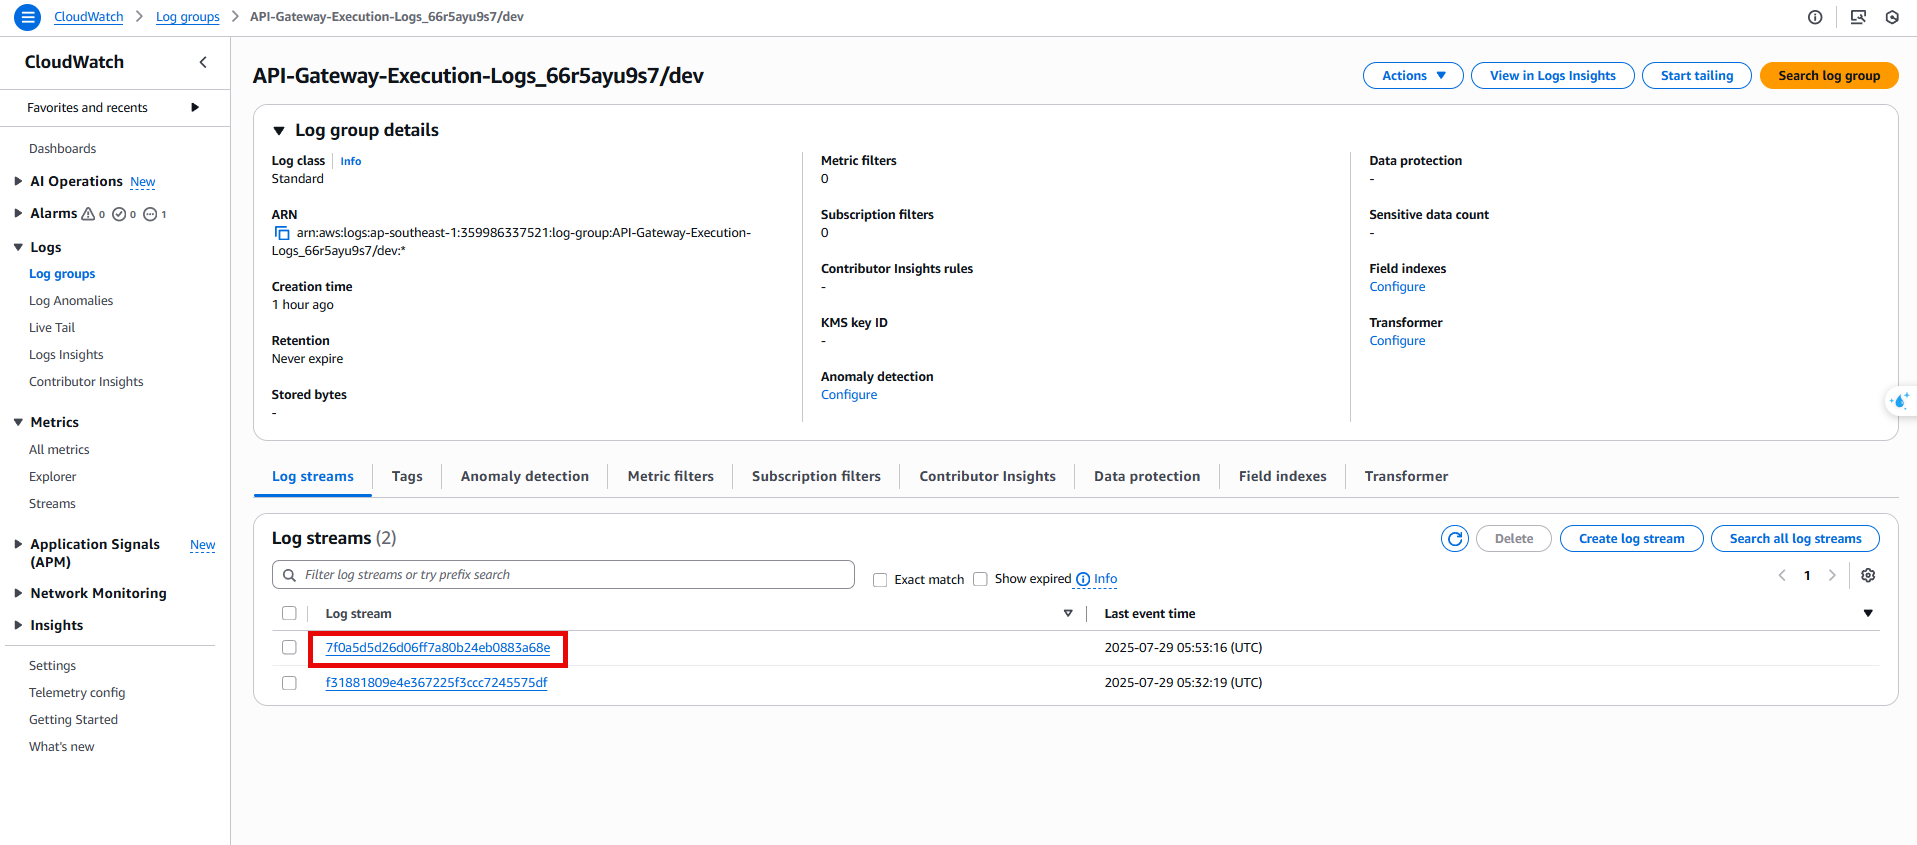 CloudWatch > Log groups > API-Gateway-Execution-Logs_66r5ayu9s7/dev
CloudWatch
Favorites and recents
Dashboards
AI Operations New
Alarms 0 0 1
Logs
Log groups
Log Anomalies
Live Tail
Logs Insights
Contributor Insights
Metrics
All metrics
Explorer
Streams
Application Signals New
(APM)
Network Monitoring
Insights
Settings
Telemetry config
Getting Started
What's new
API-Gateway-Execution-Logs_66r5ayu9s7/dev
Actions View in Logs Insights Start tailing Search log group
Log group details
Log class Info
Standard
ARN
arn:aws:logs:ap-southeast-1:359986337521:log-group:API-Gateway-Execution-
Logs_66r5ayu9s7/dev:*
Creation time
1 hour ago
Retention
Never expire
Stored bytes
-
Metric filters
0
Subscription filters
0
Contributor Insights rules
-
KMS key ID
-
Anomaly detection
Configure
Data protection
-
Sensitive data count
-
Field indexes
Configure
Transformer
Configure
Log streams Tags Anomaly detection Metric filters Subscription filters Contributor Insights Data protection Field indexes Transformer
Log streams (2)
Delete Create log stream Search all log streams
Filter log streams or try prefix search Exact match Show expired Info 1
Log stream Last event time
7f0a5d5d26d06ff7a80b24eb0883a68e 2025-07-29 05:53:16 (UTC)
f31881809e4e367225f3ccc7245575df 2025-07-29 05:32:19 (UTC)